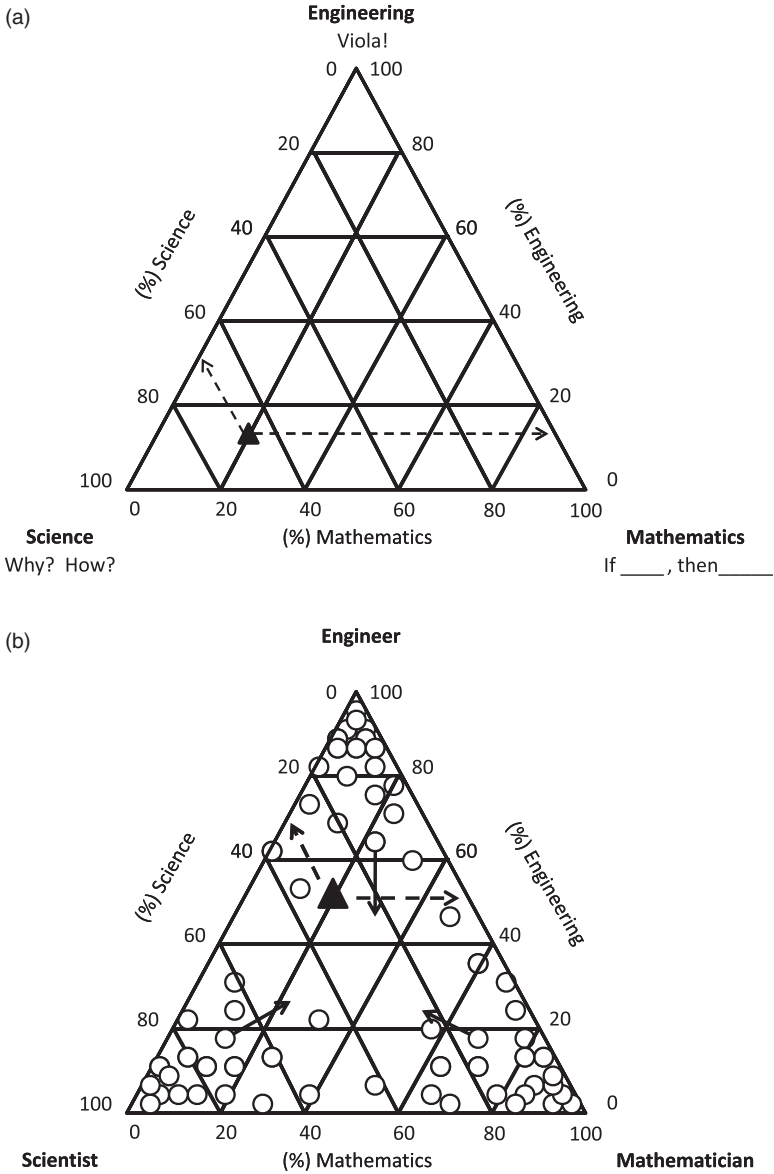 (a)
Engineering
Viola!
0 100
20 80
40 60
(%) Science
(%) Engineering
60 40
80 20
100 0
0 20 40 60 80 100
(%) Mathematics
Science
Mathematics
Why? How?
If ____ , then_____
(b)
Engineer
0 100
20 80
40 60
(%) Science
(%) Engineering
60 40
80 20
100 0
0 20 40 60 80 100
Scientist (%) Mathematics Mathematician